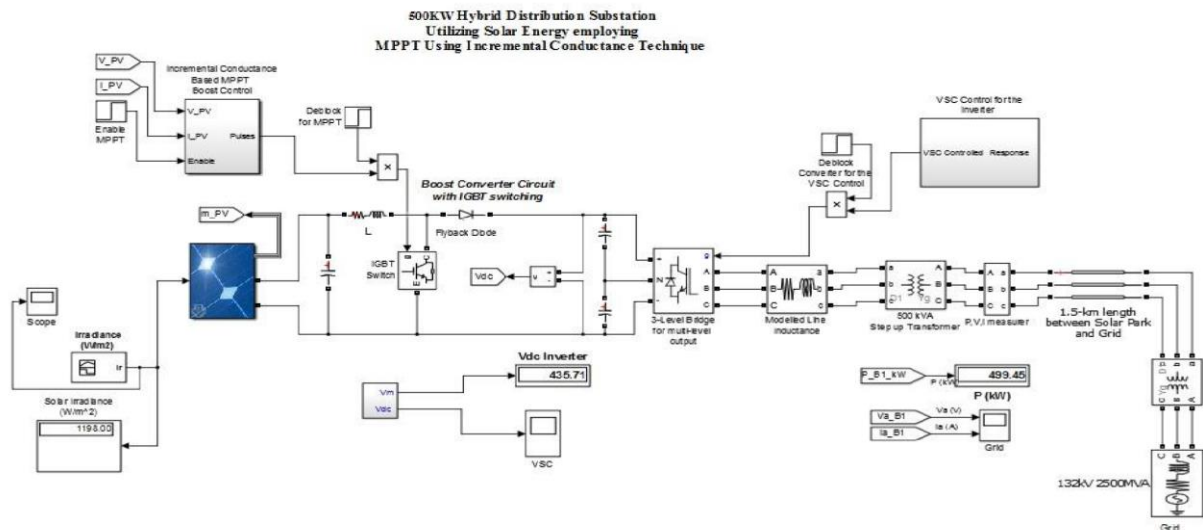 500KW Hybrid Distribution Substation
Utilizing Solar Energy employing
MPPT Using Incremental Conductance Technique
V_PV
I_PV
Enable
MPPT
Incremental Conductance
Based MPPT
Boost Control
V_PV
I_PV
Enable
Pulses
Deblock
for MPPT
x
Boost Converter Circuit
with IGBT switching
VSC Control for the
Inverter
VSC Controlled Response
Deblock
Converter for the
VSC Control
x
m_PV
L
Flyback Diode
IGBT
Switch
g
C
E
Vdc
v
+
-
g
+
N
-
A
B
C
3-Level Bridge
for multi-level
output
A
B
C
a
b
c
Modelled Line
Inductance
a
b
c
A
B
C
D1
Yg
500 kVA
Step up Transformer
A
B
C
a
b
c
P,V,I measurer
1.5-km length
between Solar Park
and Grid
Scope
Irradiance
(W/m2)
Ir
Solar Irradiance
(W/m^2)
1198.00
Vm
Vdc
Vdc Inverter
435.71
VSC
P_B1_kW
P (kW)
499.45
P (kW)
Va_B1
Va (V)
Ia_B1
Ia (A)
Grid
c
b
a
Yg
D
C
B
A
C
B
A
132kV 2500MVA
Grid